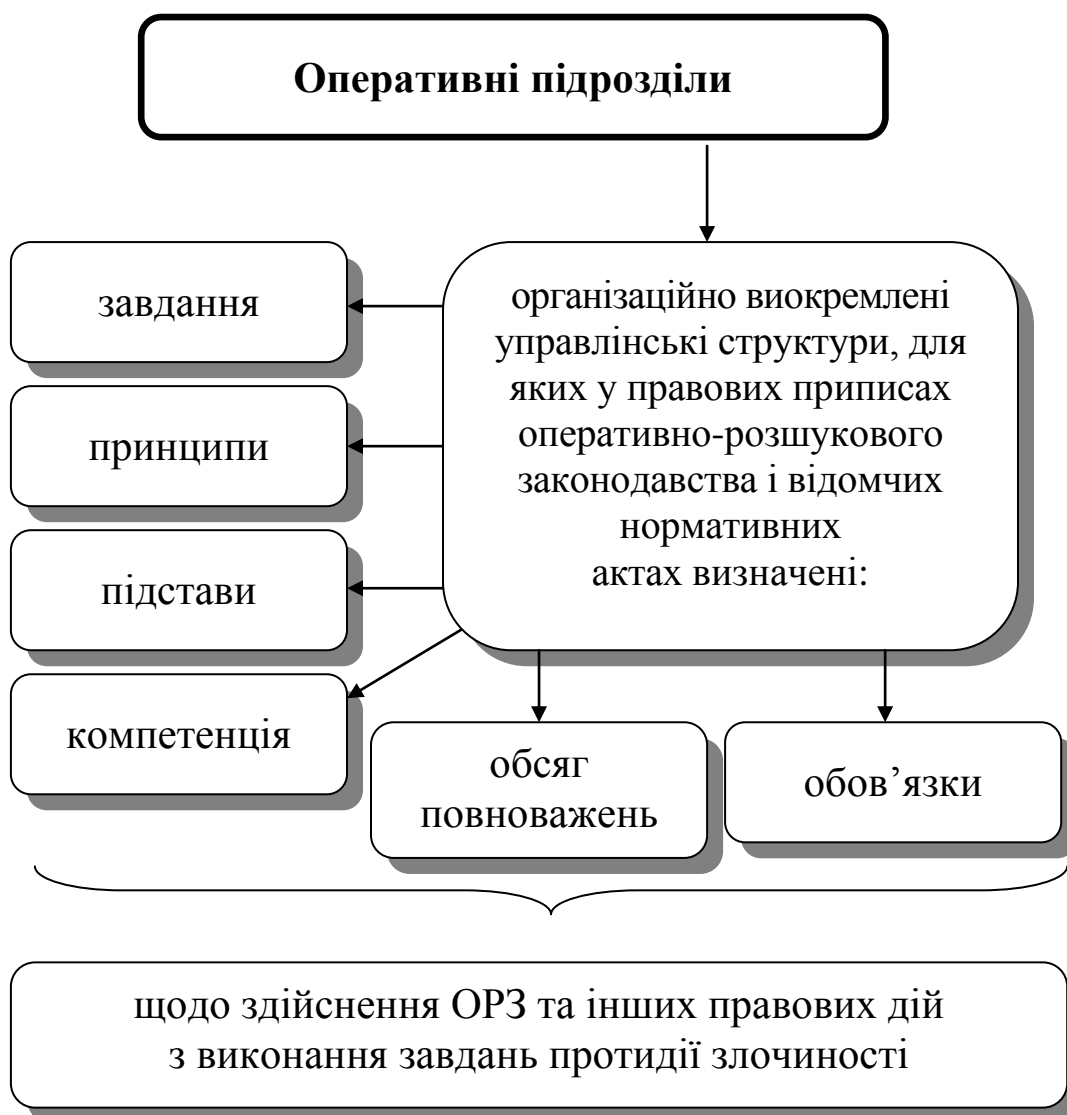 Оперативні підрозділи
організаційно виокремлені
управлінські структури, для
яких у правових приписах
оперативно-розшукового
законодавства і відомчих
нормативних
актах визначені:
завдання
принципи
підстави
компетенція
обсяг
повноважень
обов’язки
щодо здійснення ОРЗ та інших правових дій
з виконання завдань протидії злочиності